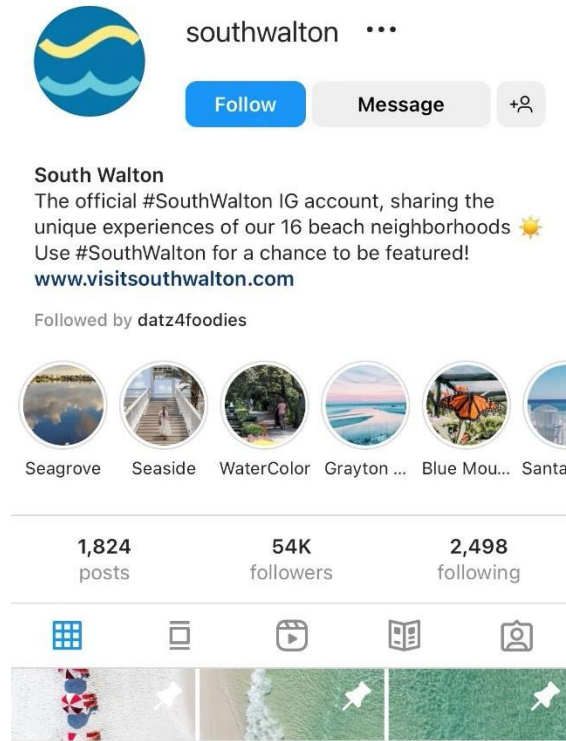 southwalton
Follow
Message
South Walton
The official #SouthWalton IG account, sharing the
unique experiences of our 16 beach neighborhoods ☀️
Use #SouthWalton for a chance to be featured!
www.visitsouthwalton.com
Followed by datz4foodies
Seagrove Seaside WaterColor Grayton ... Blue Mou... Santa
1,824 54K 2,498
posts followers following